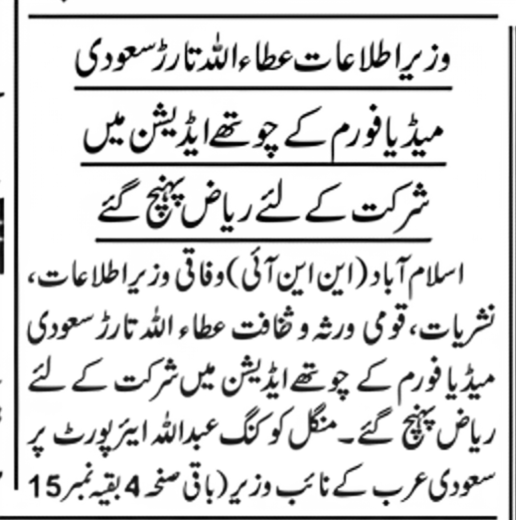 وزیر اطلاعات عطاء اللہ تارڑ سعودی
میڈیا فورم کے چوتھے ایڈیشن میں
شرکت کے لئے ریاض پہنچ گئے
اسلام آباد (این این آئی) وفاقی وزیر اطلاعات،
نشریات، قومی ورثہ و ثقافت عطاء اللہ تارڑ سعودی
میڈیا فورم کے چوتھے ایڈیشن میں شرکت کے لئے
ریاض پہنچ گئے۔ منگل کو کنگ عبداللہ ایئرپورٹ پر
سعودی عرب کے نائب وزیر (باقی صفحہ 4 بقیہ نمبر 15